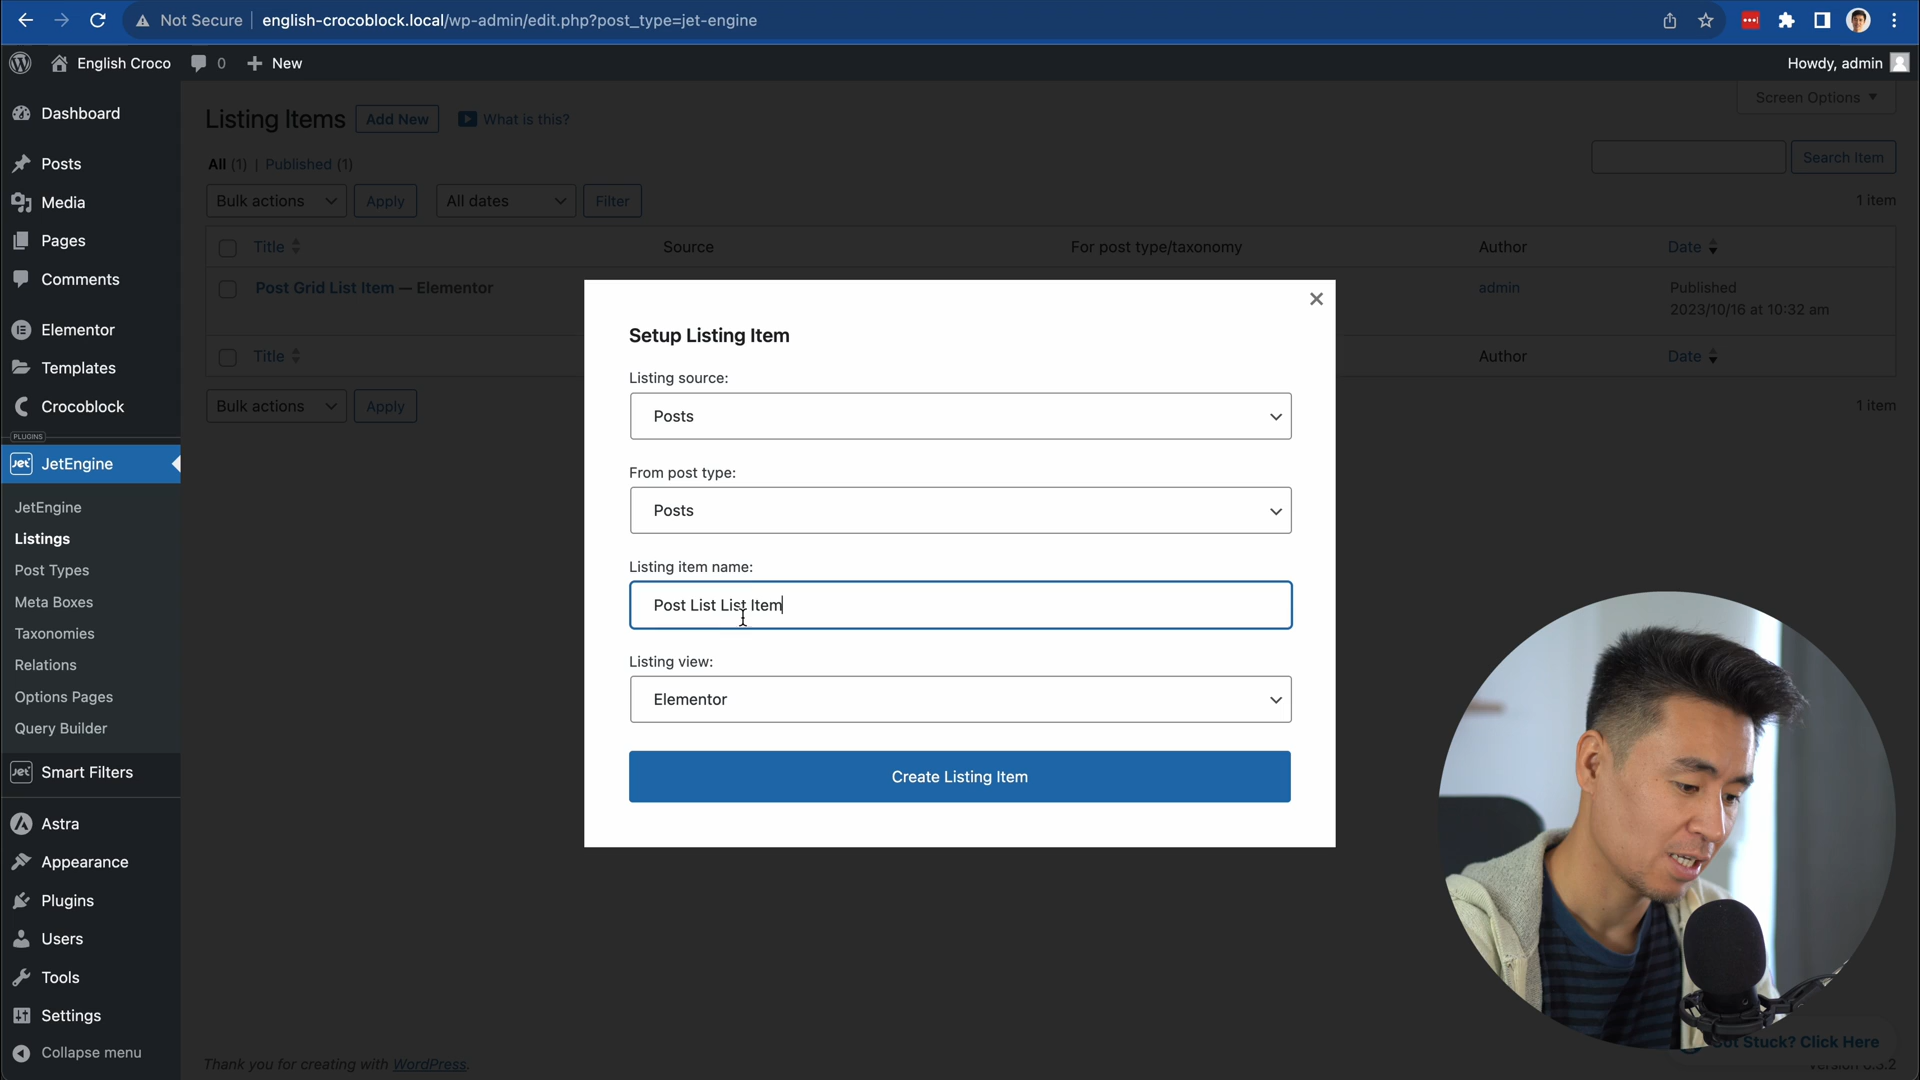 Not Secure
english-crocoblock.local/wp-admin/edit.php?post_type=jet-engine
English Croco
0
New
Howdy, admin
Dashboard
Posts
Media
Pages
Comments
Elementor
Templates
Crocoblock
PLUGINS
JetEngine
JetEngine
Listings
Post Types
Meta Boxes
Taxonomies
Relations
Options Pages
Query Builder
Smart Filters
Astra
Appearance
Plugins
Users
Tools
Settings
Collapse menu
Listing Items
Add New
What is this?
Screen Options
All (1) | Published (1)
Search Item
Bulk actions
Apply
All dates
Filter
1 item
Title
Source
For post type/taxonomy
Author
Date
Post Grid List Item — Elementor
admin
Published
2023/10/16 at 10:32 am
Title
Author
Date
Bulk actions
Apply
1 item
Setup Listing Item
Listing source:
Posts
From post type:
Posts
Listing item name:
Post List List Item
Listing view:
Elementor
Create Listing Item
Thank you for creating with WordPress.
Stuck? Click Here